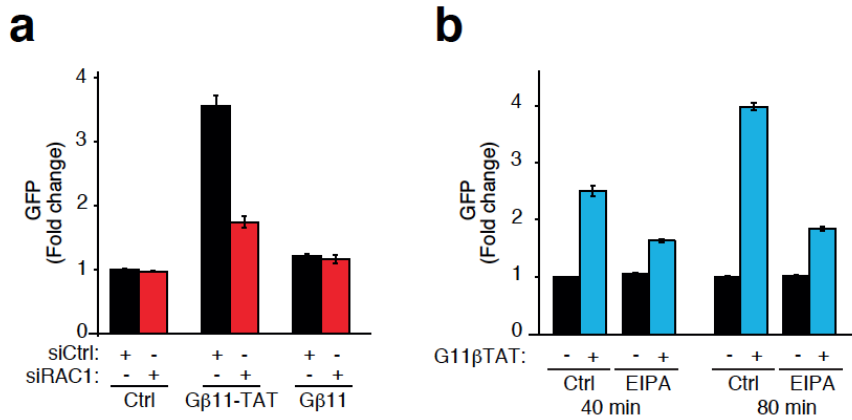 a
GFP
(Fold change)
4
3
2
1
0
siCtrl: + - + - + -
siRAC1: - + - + - +
Ctrl Gβ11-TAT Gβ11
b
GFP
(Fold change)
4
3
2
1
0
G11βTAT: - + - + - + - +
Ctrl EIPA Ctrl EIPA
40 min 80 min